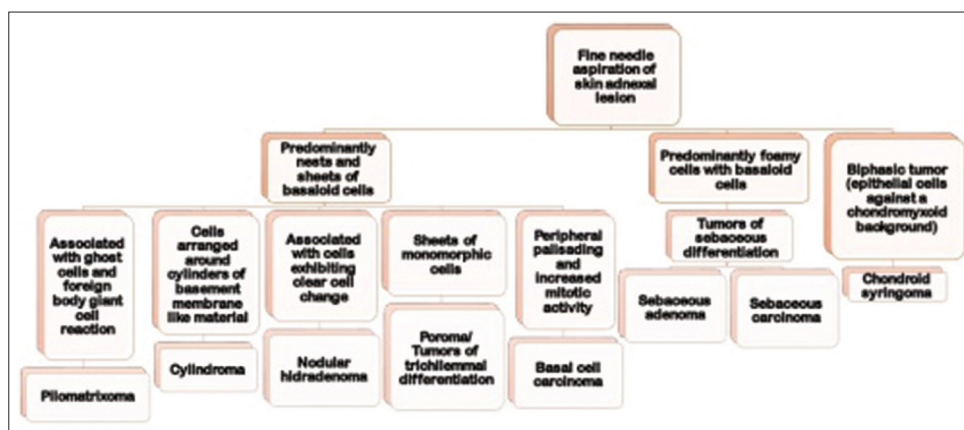 Fine needle
aspiration of
skin adnexal
lesion
Predominantly
nests and
sheets of
basaloid cells
Predominantly foamy
cells with basaloid
cells
Biphasic tumor
(epithelial cells
against a
chondromyxoid
background)
Associated
with ghost
cells and
foreign
body giant
cell
reaction
Cells
arranged
around
cylinders of
basement
membrane
like material
Associated
with cells
exhibiting
clear cell
change
Sheets of
monomorphic
cells
Peripheral
palisading
and
increased
mitotic
activity
Tumors of
sebaceous
differentiation
Chondroid
syringoma
Sebaceous
adenoma
Sebaceous
carcinoma
Pilomatrixoma
Cylindroma
Nodular
hidradenoma
Poroma/
Tumors of
trichilemmal
differentiation
Basal cell
carcinoma